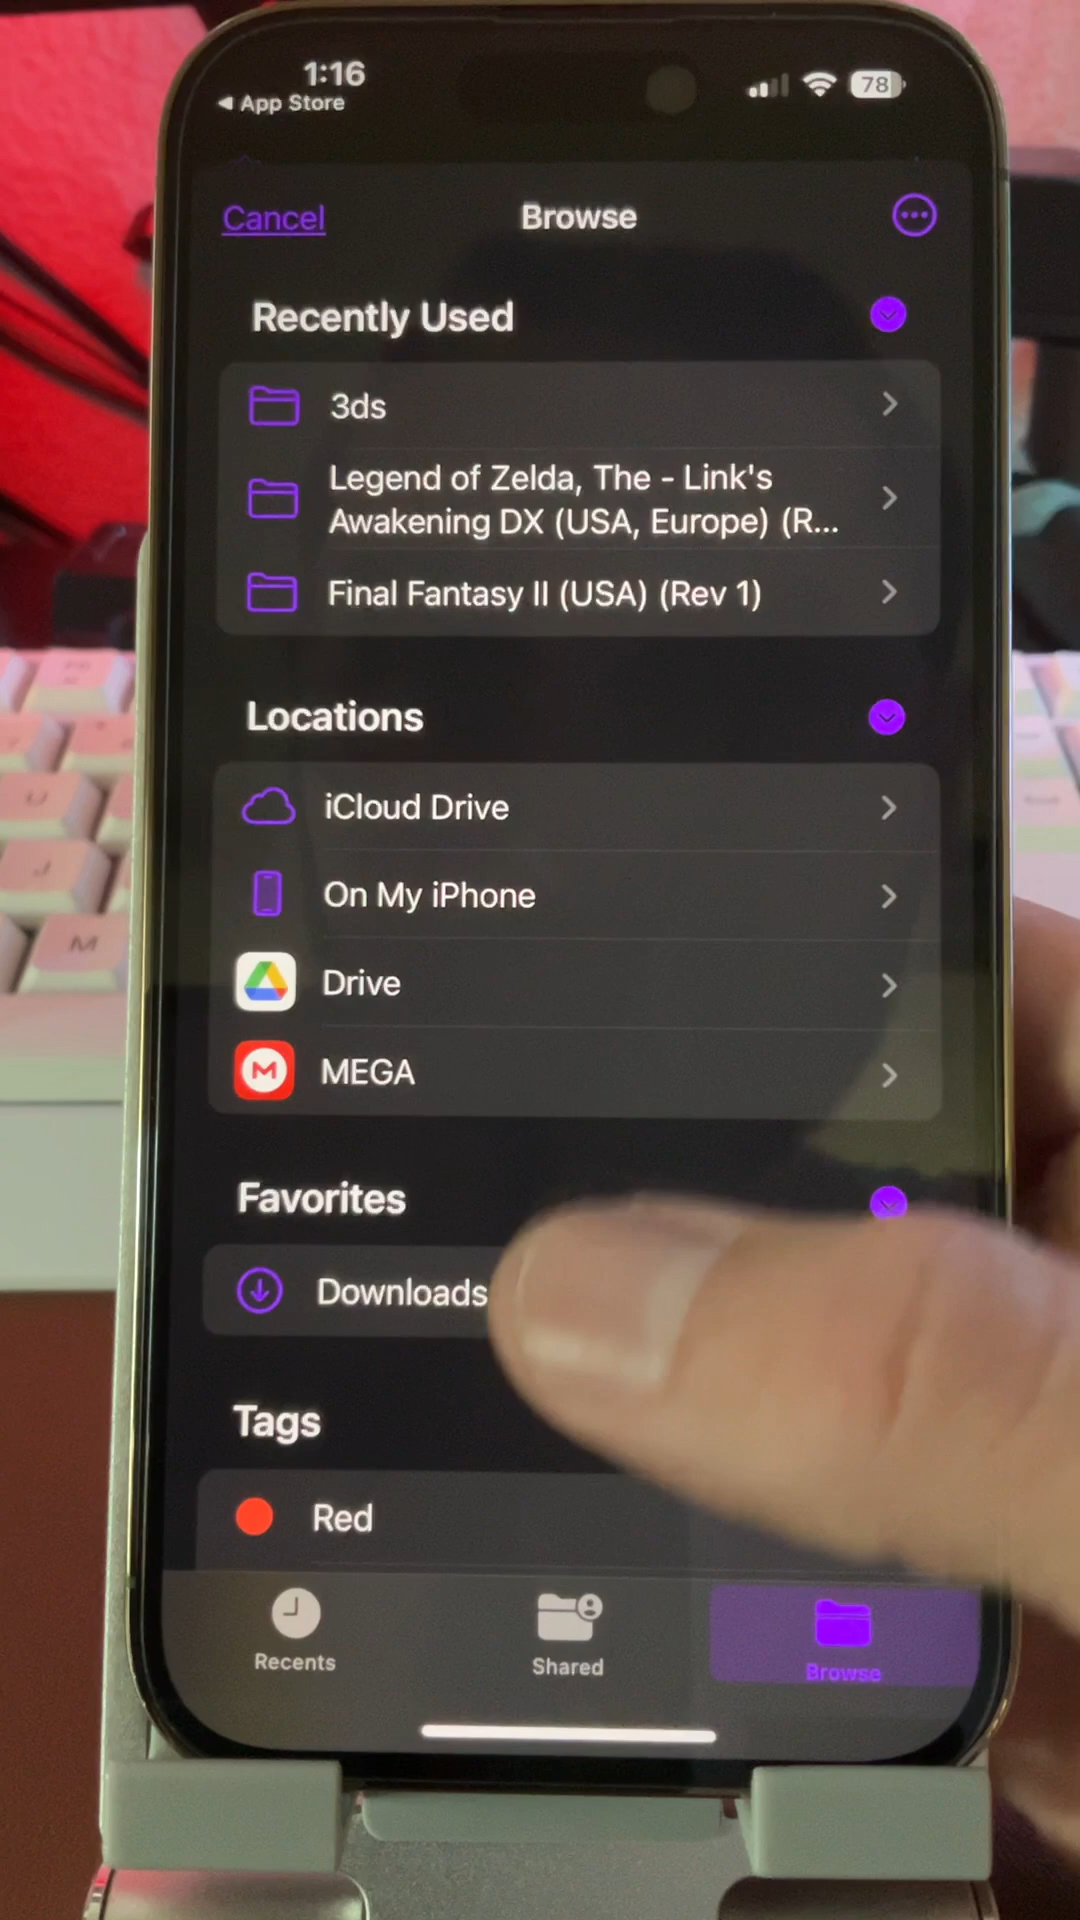 1:16
App Store
78
Cancel
Browse
Recently Used
3ds
Legend of Zelda, The - Link's
Awakening DX (USA, Europe) (R...
Final Fantasy II (USA) (Rev 1)
Locations
iCloud Drive
On My iPhone
Drive
MEGA
Favorites
Downloads
Tags
Red
Recents
Shared
Browse
U
J
M